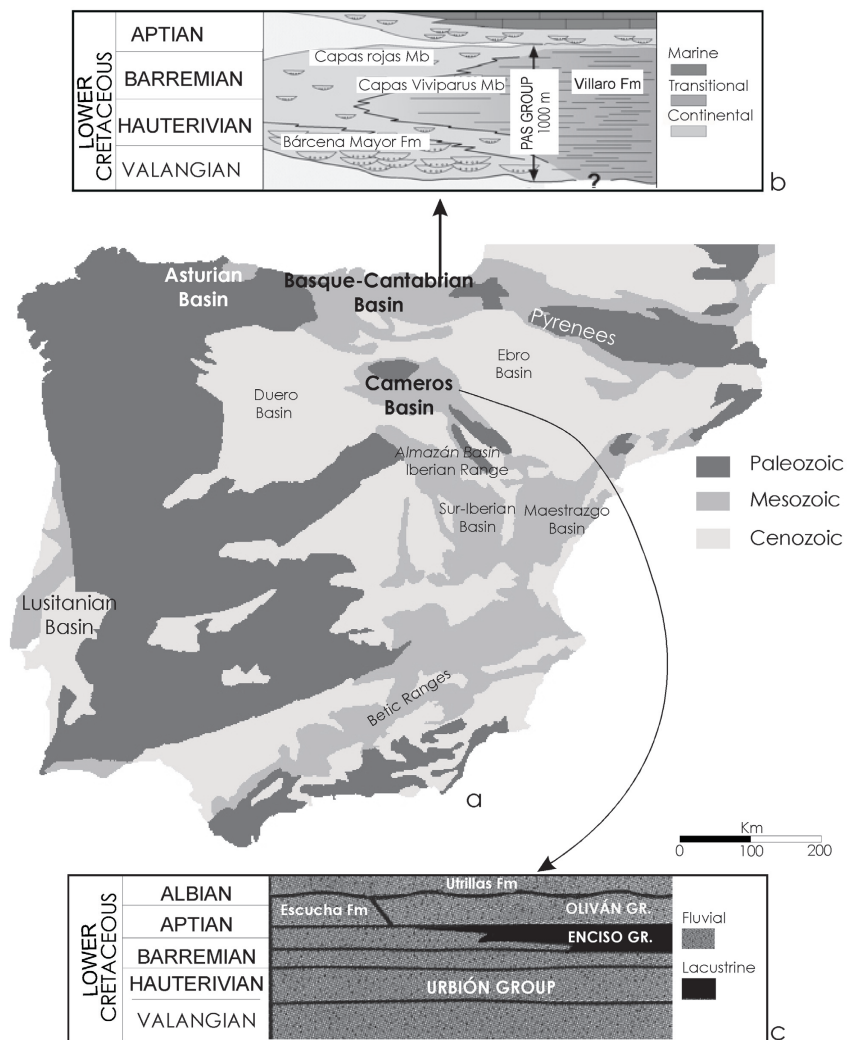 LOWER
CRETACEOUS
APTIAN
BARREMIAN
HAUTERIVIAN
VALANGIAN
Capas rojas Mb
Capas Viviparus Mb
Bárcena Mayor Fm
PAS GROUP
1000 m
Villaro Fm
?
Marine
Transitional
Continental
b
Asturian
Basin
Basque-Cantabrian
Basin
Pyrenees
Ebro
Basin
Cameros
Basin
Duero
Basin
Almazán Basin
Iberian Range
Sur-Iberian
Basin
Maestrazgo
Basin
Paleozoic
Mesozoic
Cenozoic
Lusitanian
Basin
Betic Ranges
a
Km
0 100 200
LOWER
CRETACEOUS
ALBIAN
APTIAN
BARREMIAN
HAUTERIVIAN
VALANGIAN
Utrillas Fm
Escucha Fm
OLIVÁN GR.
ENCISO GR.
URBIÓN GROUP
Fluvial
Lacustrine
c